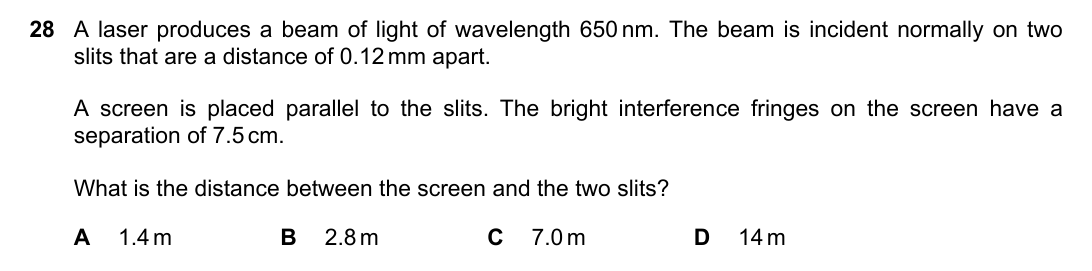 28 A laser produces a beam of light of wavelength 650 nm. The beam is incident normally on two
slits that are a distance of 0.12 mm apart.
A screen is placed parallel to the slits. The bright interference fringes on the screen have a
separation of 7.5 cm.
What is the distance between the screen and the two slits?
A 1.4 m B 2.8 m C 7.0 m D 14 m